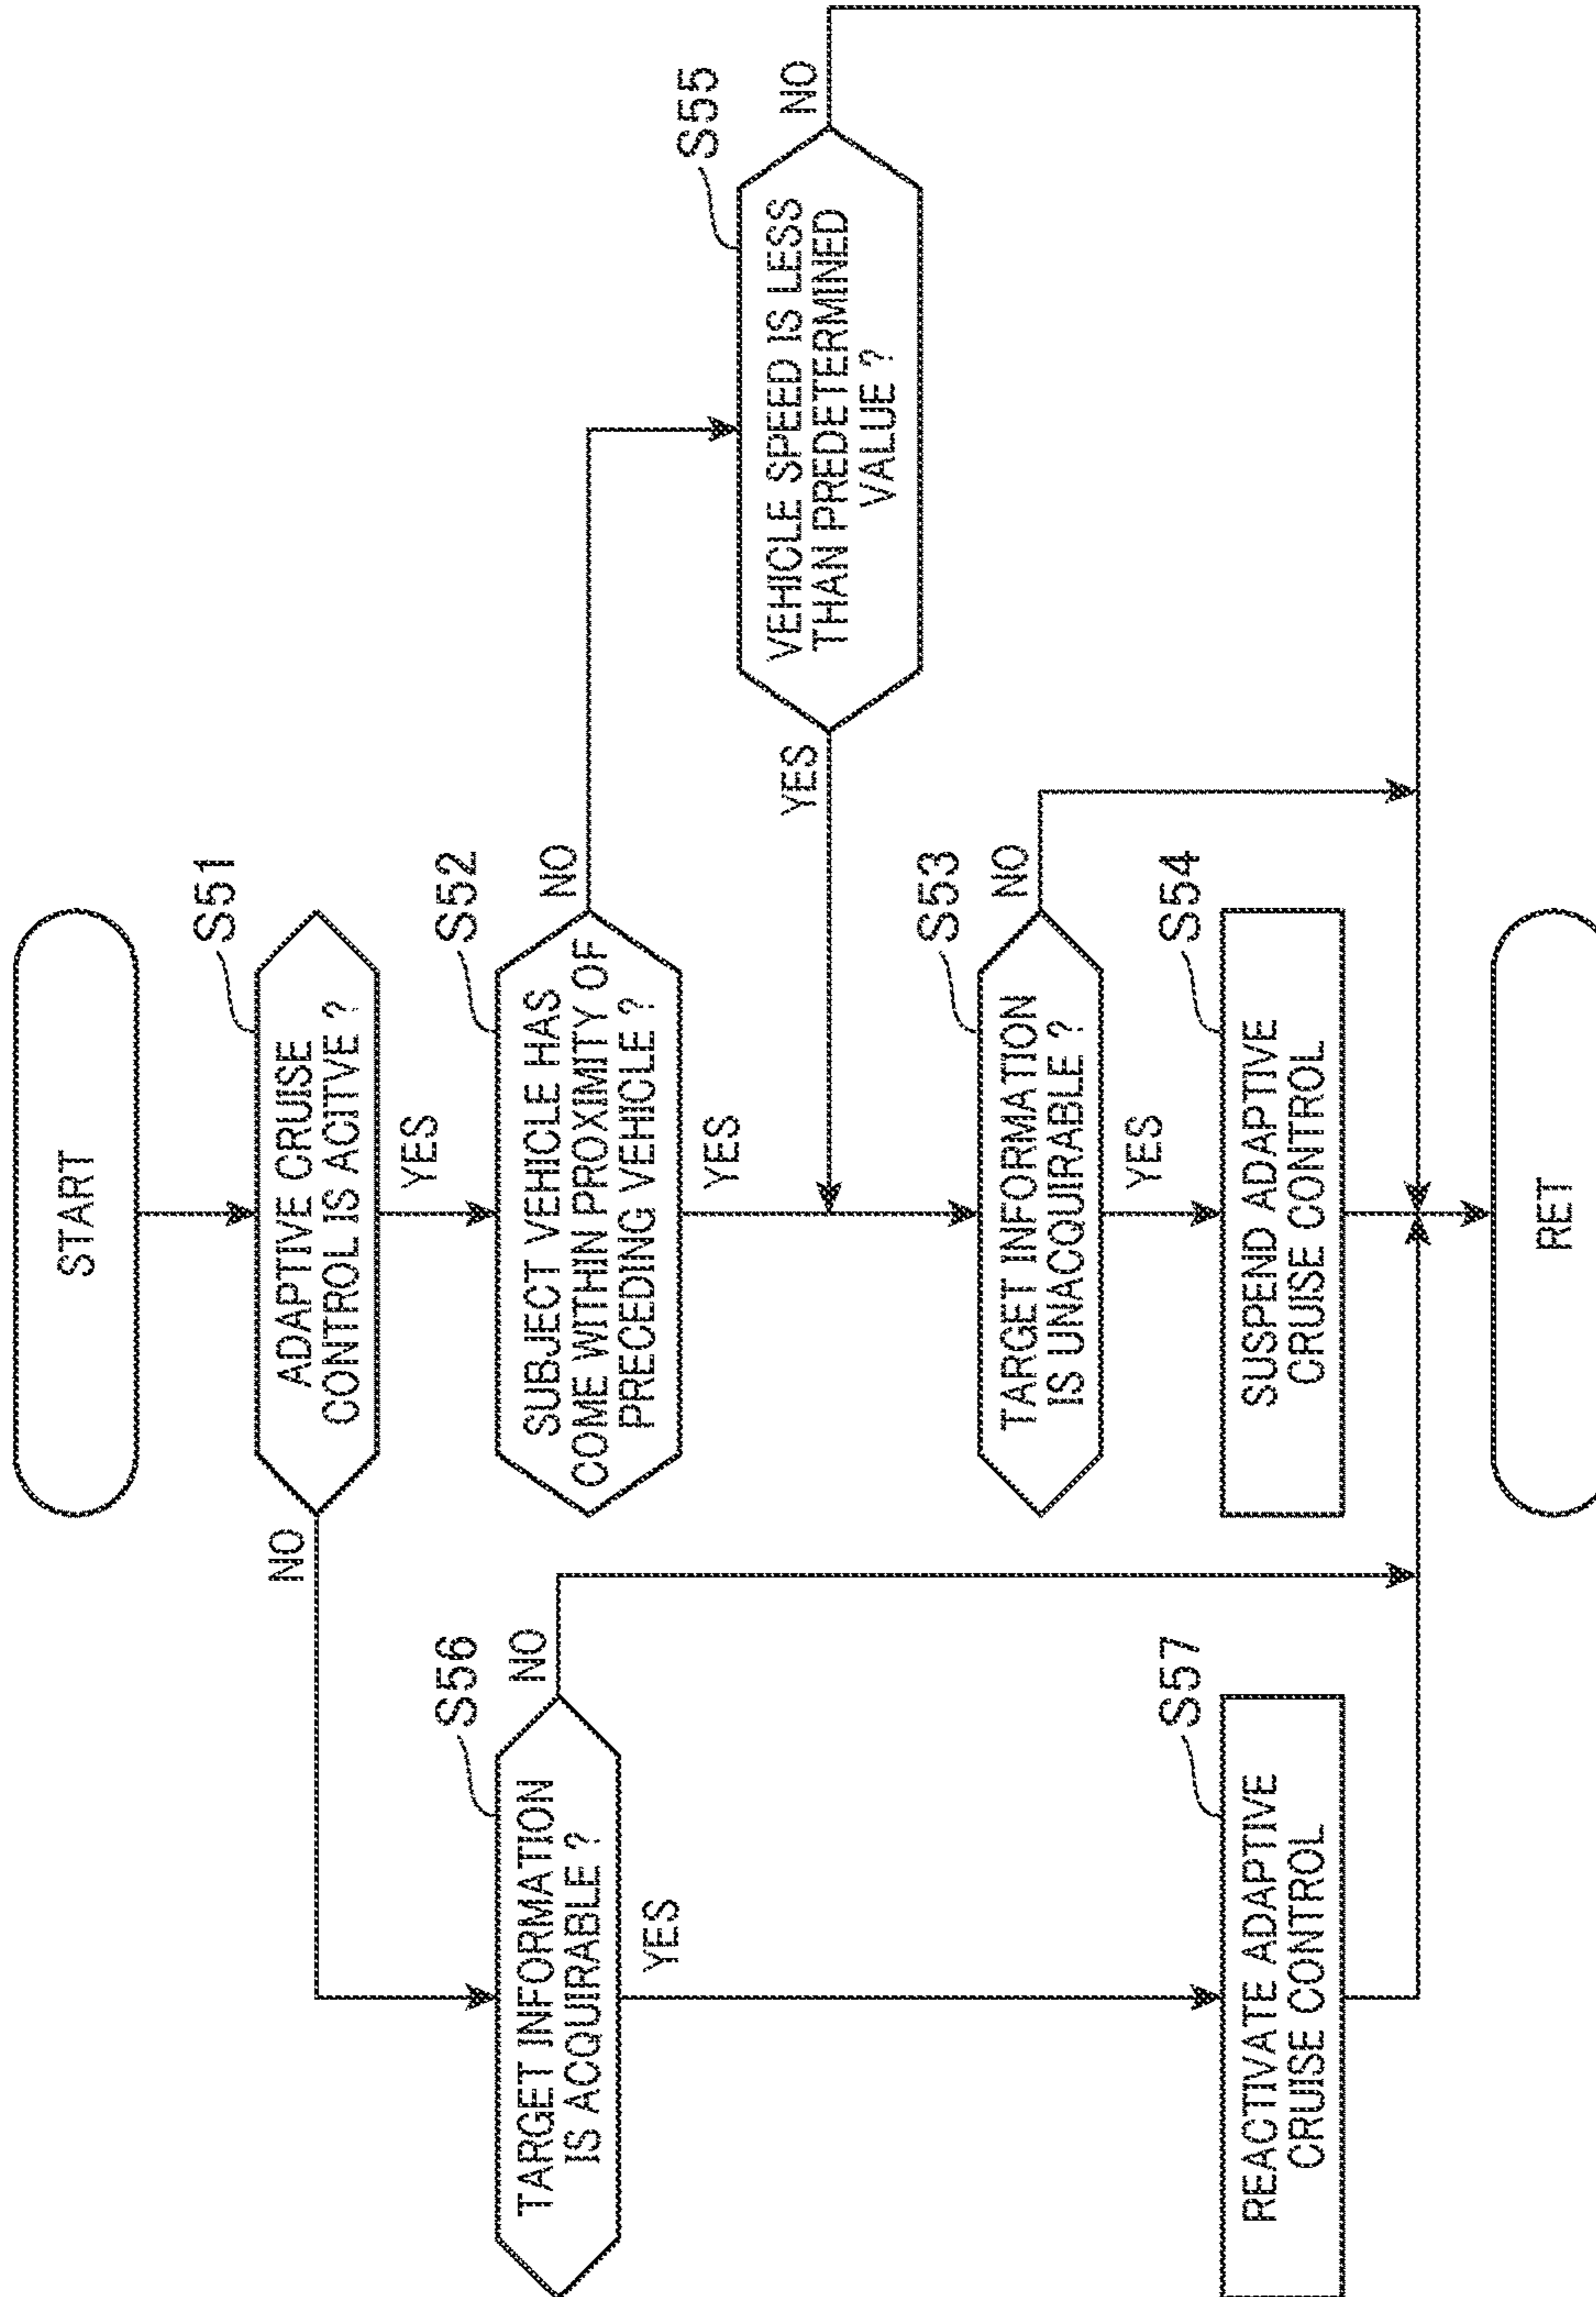 START
S51
ADAPTIVE CRUISE
CONTROL IS ACITVE ?
NO
YES
S52
SUBJECT VEHICLE HAS
COME WITHIN PROXIMITY OF
PRECEDING VEHICLE ?
NO
YES
S55
VEHICLE SPEED IS LESS
THAN PREDETERMINED
VALUE ?
NO
YES
S56
TARGET INFORMATION
IS ACQUIRABLE ?
NO
YES
S53
TARGET INFORMATION
IS UNACQUIRABLE ?
NO
YES
S57
REACTIVATE ADAPTIVE
CRUISE CONTROL
S54
SUSPEND ADAPTIVE
CRUISE CONTROL
RET